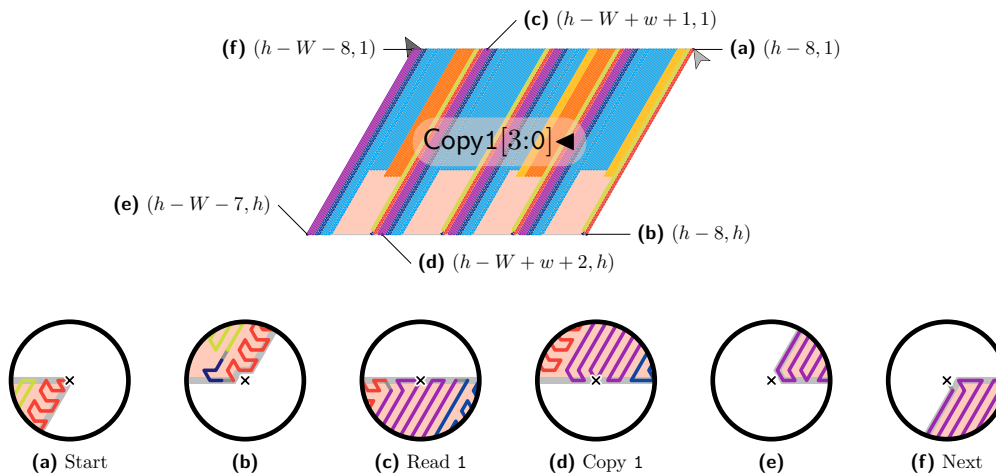 (c) (h − W + w + 1, 1)
(f) (h − W − 8, 1)
(a) (h − 8, 1)
Copy1[3:0]◀
(e) (h − W − 7, h)
(b) (h − 8, h)
(d) (h − W + w + 2, h)
(a) Start
(b)
(c) Read 1
(d) Copy 1
(e)
(f) Next